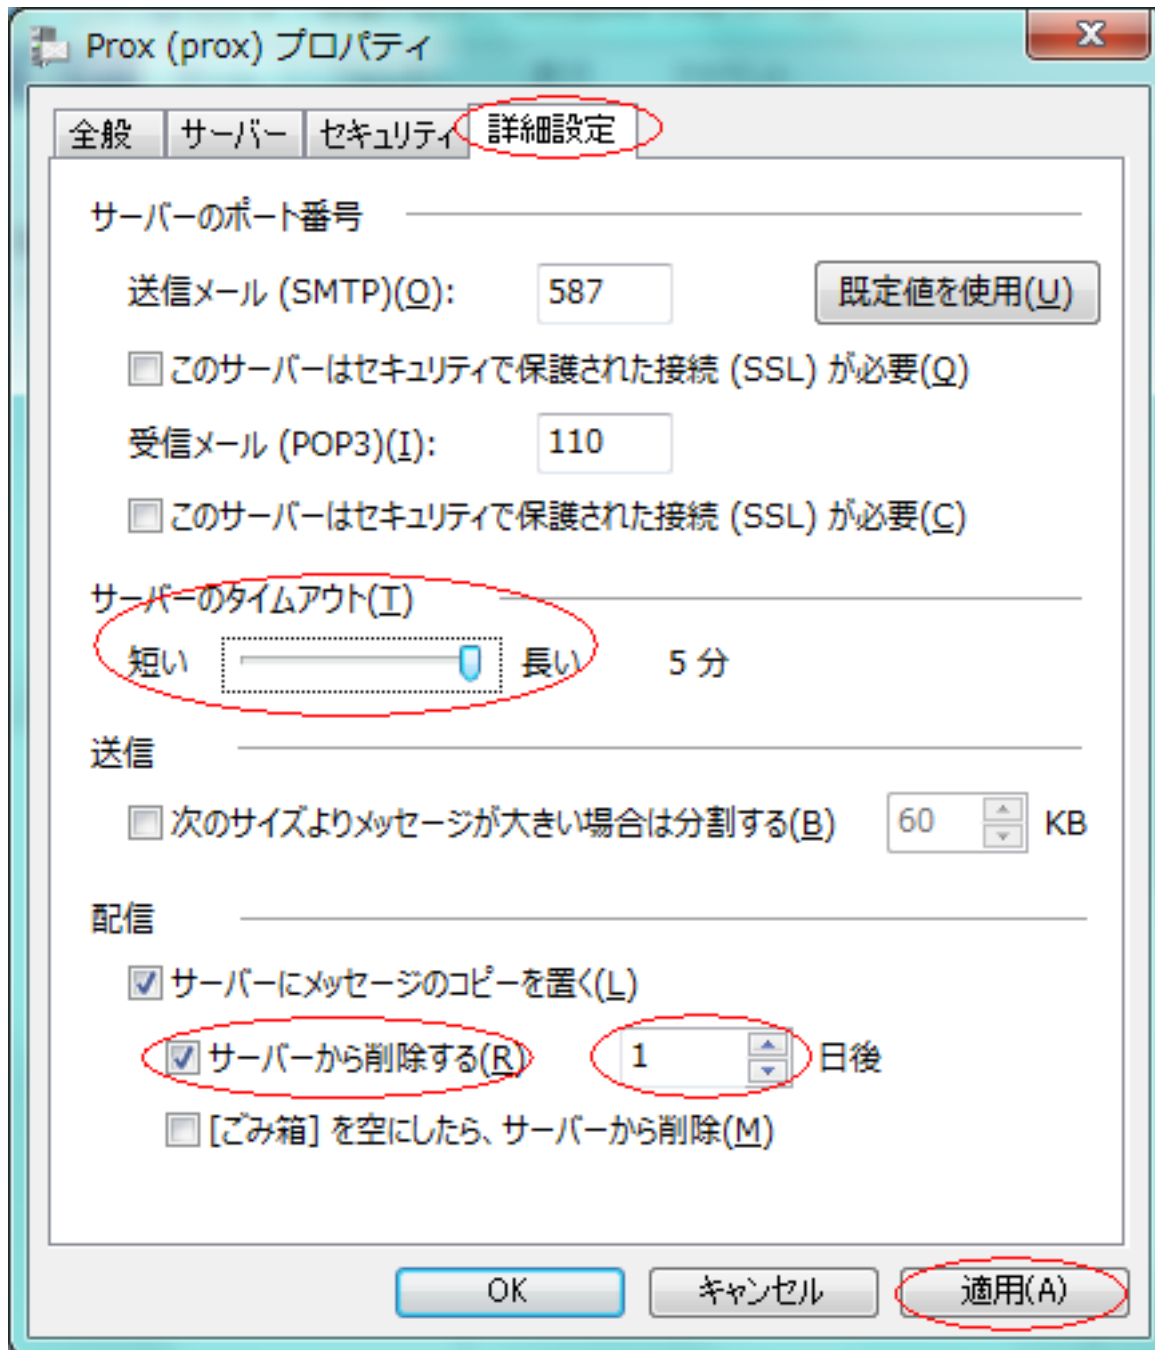 Prox (prox) プロパティ
x
全般 サーバー セキュリティ 詳細設定
サーバーのポート番号
送信メール (SMTP)(O): 587 既定値を使用(U)
このサーバーはセキュリティで保護された接続 (SSL) が必要(Q)
受信メール (POP3)(I): 110
このサーバーはセキュリティで保護された接続 (SSL) が必要(C)
サーバーのタイムアウト(T)
短い 長い 5 分
送信
次のサイズよりメッセージが大きい場合は分割する(B) 60 KB
配信
サーバーにメッセージのコピーを置く(L)
サーバーから削除する(R) 1 日後
[ごみ箱] を空にしたら、サーバーから削除(M)
OK キャンセル 適用(A)